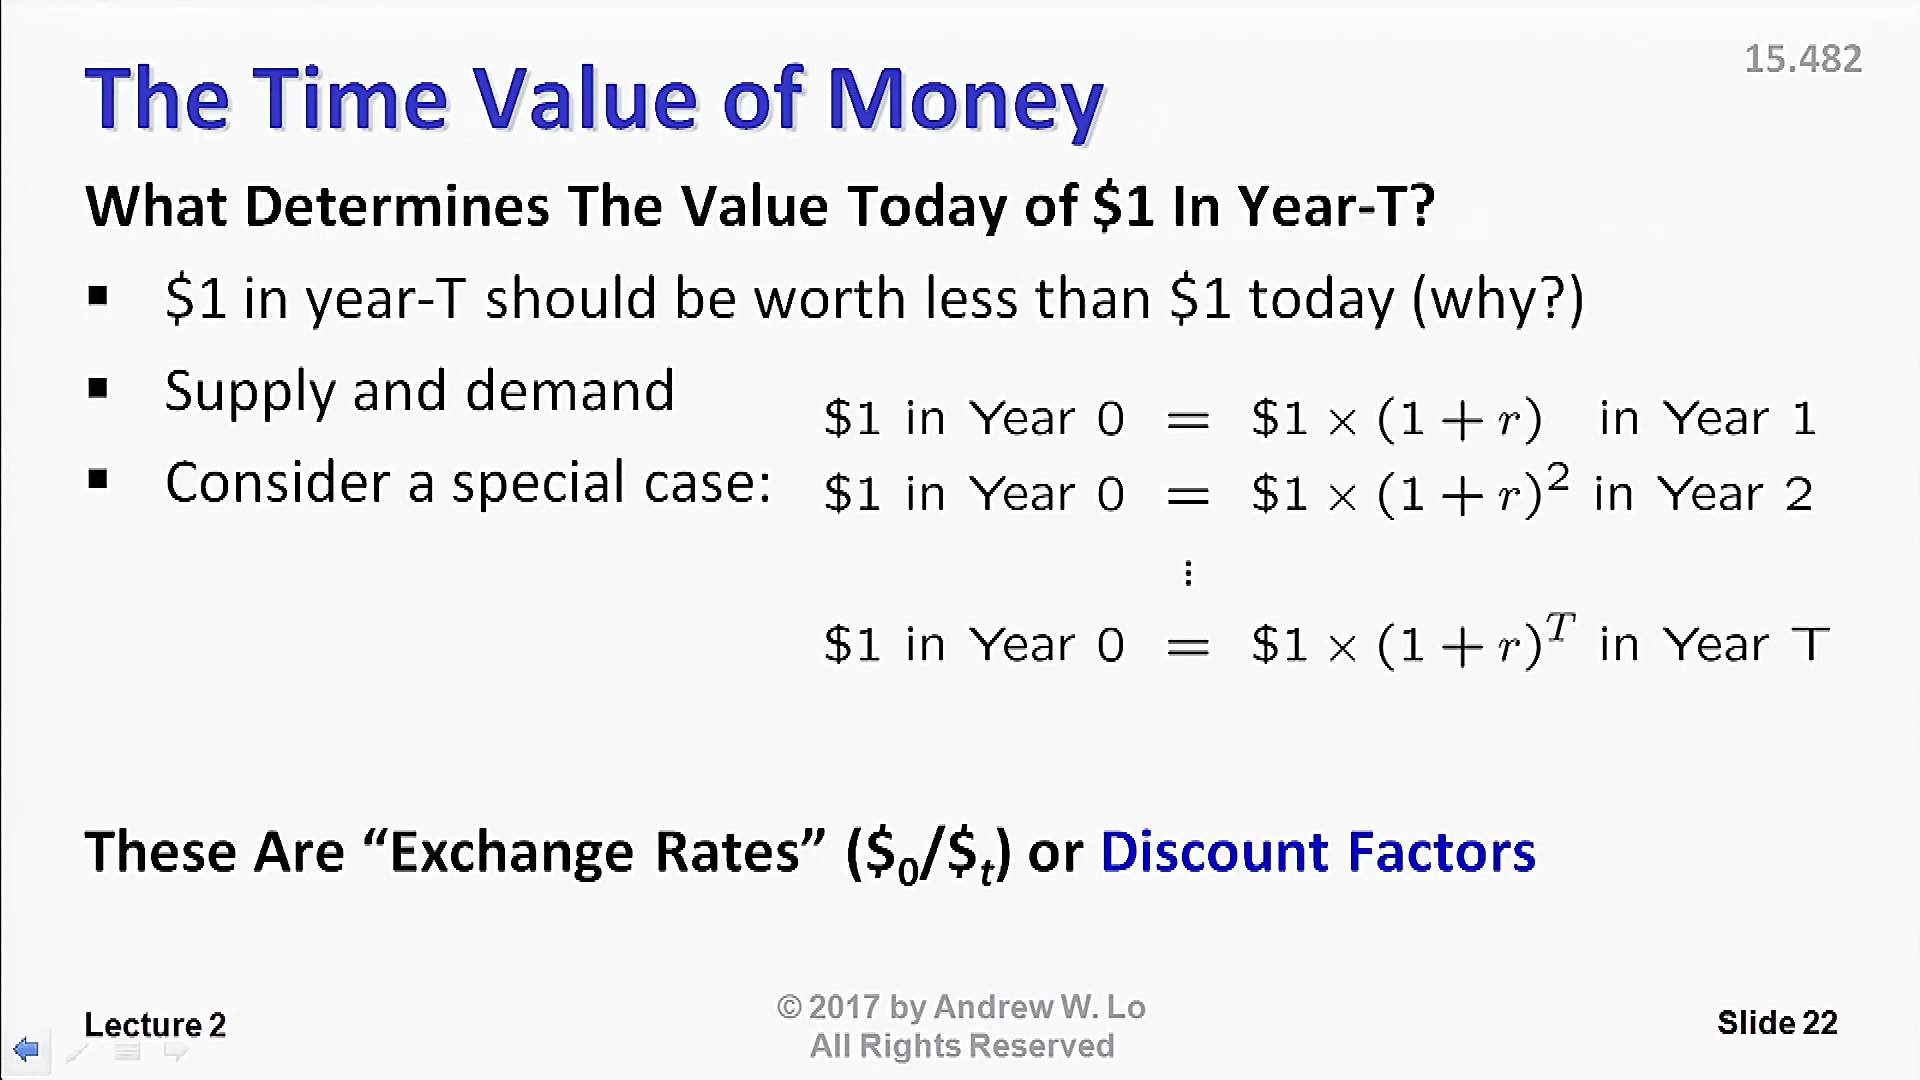 The Time Value of Money
15.482
What Determines The Value Today of $1 In Year-T?
▪ $1 in year-T should be worth less than $1 today (why?)
▪ Supply and demand
$1 in Year 0 = $1 × (1 + r) in Year 1
▪ Consider a special case:
$1 in Year 0 = $1 × (1 + r)² in Year 2
⋮
$1 in Year 0 = $1 × (1 + r)ᵀ in Year T
These Are “Exchange Rates” ($₀/$ₜ) or Discount Factors
Lecture 2
© 2017 by Andrew W. Lo
All Rights Reserved
Slide 22